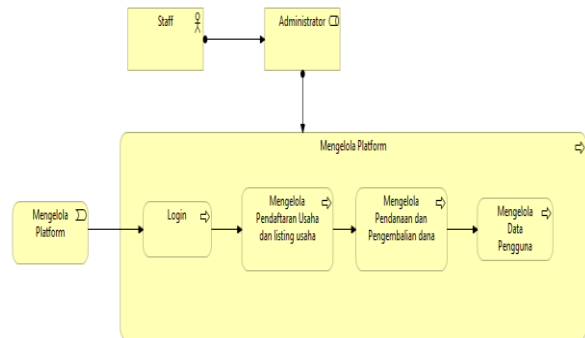 Staff
Administrator
Mengelola Platform
Mengelola
Platform
Login
Mengelola
Pendaftaran Usaha
dan listing usaha
Mengelola
Pendanaan dan
Pengembalian dana
Mengelola
Data
Pengguna